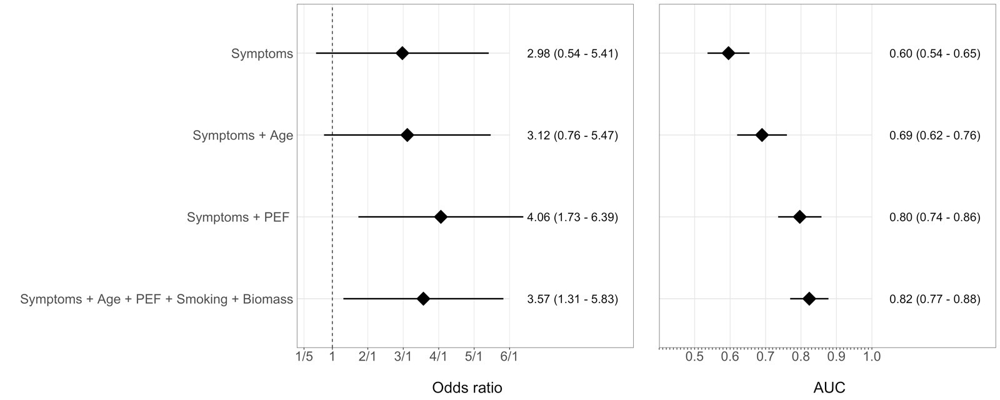 Symptoms 2.98 (0.54 - 5.41) 0.60 (0.54 - 0.65)
Symptoms + Age 3.12 (0.76 - 5.47) 0.69 (0.62 - 0.76)
Symptoms + PEF 4.06 (1.73 - 6.39) 0.80 (0.74 - 0.86)
Symptoms + Age + PEF + Smoking + Biomass 3.57 (1.31 - 5.83) 0.82 (0.77 - 0.88)
1/5 1 2/1 3/1 4/1 5/1 6/1 0.5 0.6 0.7 0.8 0.9 1.0
Odds ratio AUC